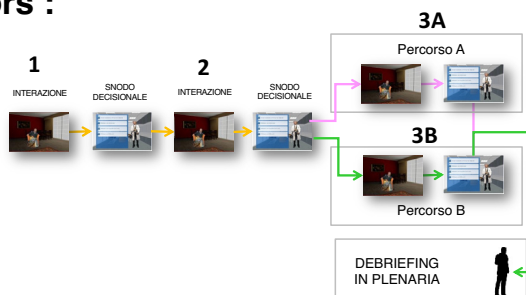 ors :
1
INTERAZIONE
SNODO
DECISIONALE
2
INTERAZIONE
SNODO
DECISIONALE
3A
Percorso A
3B
Percorso B
DEBRIEFING
IN PLENARIA